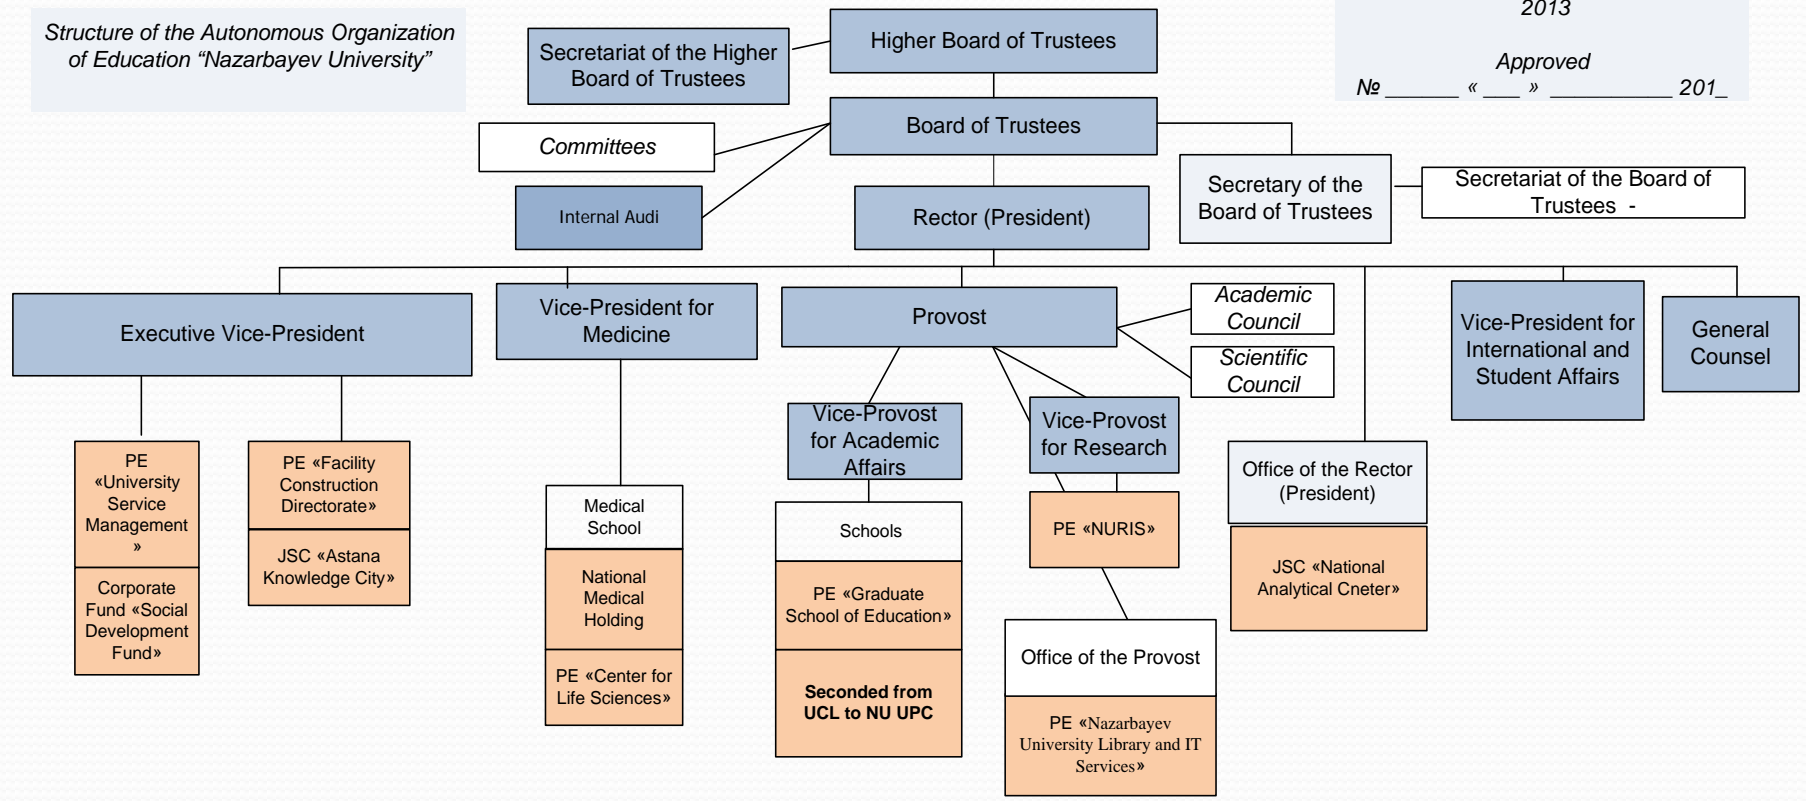 Structure of the Autonomous Organization
of Education “Nazarbayev University”
2013
Approved
№ ______ « ___ » __________ 201_
Higher Board of Trustees
Secretariat of the Higher
Board of Trustees
Board of Trustees
Committees
Internal Audi
Rector (President)
Secretary of the
Board of Trustees
Secretariat of the Board of
Trustees -
Executive Vice-President
Vice-President for
Medicine
Provost
Academic
Council
Scientific
Council
Vice-President for
International and
Student Affairs
General
Counsel
PE
«University
Service
Management
»
Corporate
Fund «Social
Development
Fund»
PE «Facility
Construction
Directorate»
JSC «Astana
Knowledge City»
Medical
School
National
Medical
Holding
PE «Center for
Life Sciences»
Vice-Provost
for Academic
Affairs
Schools
PE «Graduate
School of Education»
Seconded from
UCL to NU UPC
Vice-Provost
for Research
PE «NURIS»
Office of the Provost
PE «Nazarbayev
University Library and IT
Services»
Office of the Rector
(President)
JSC «National
Analytical Cneter»